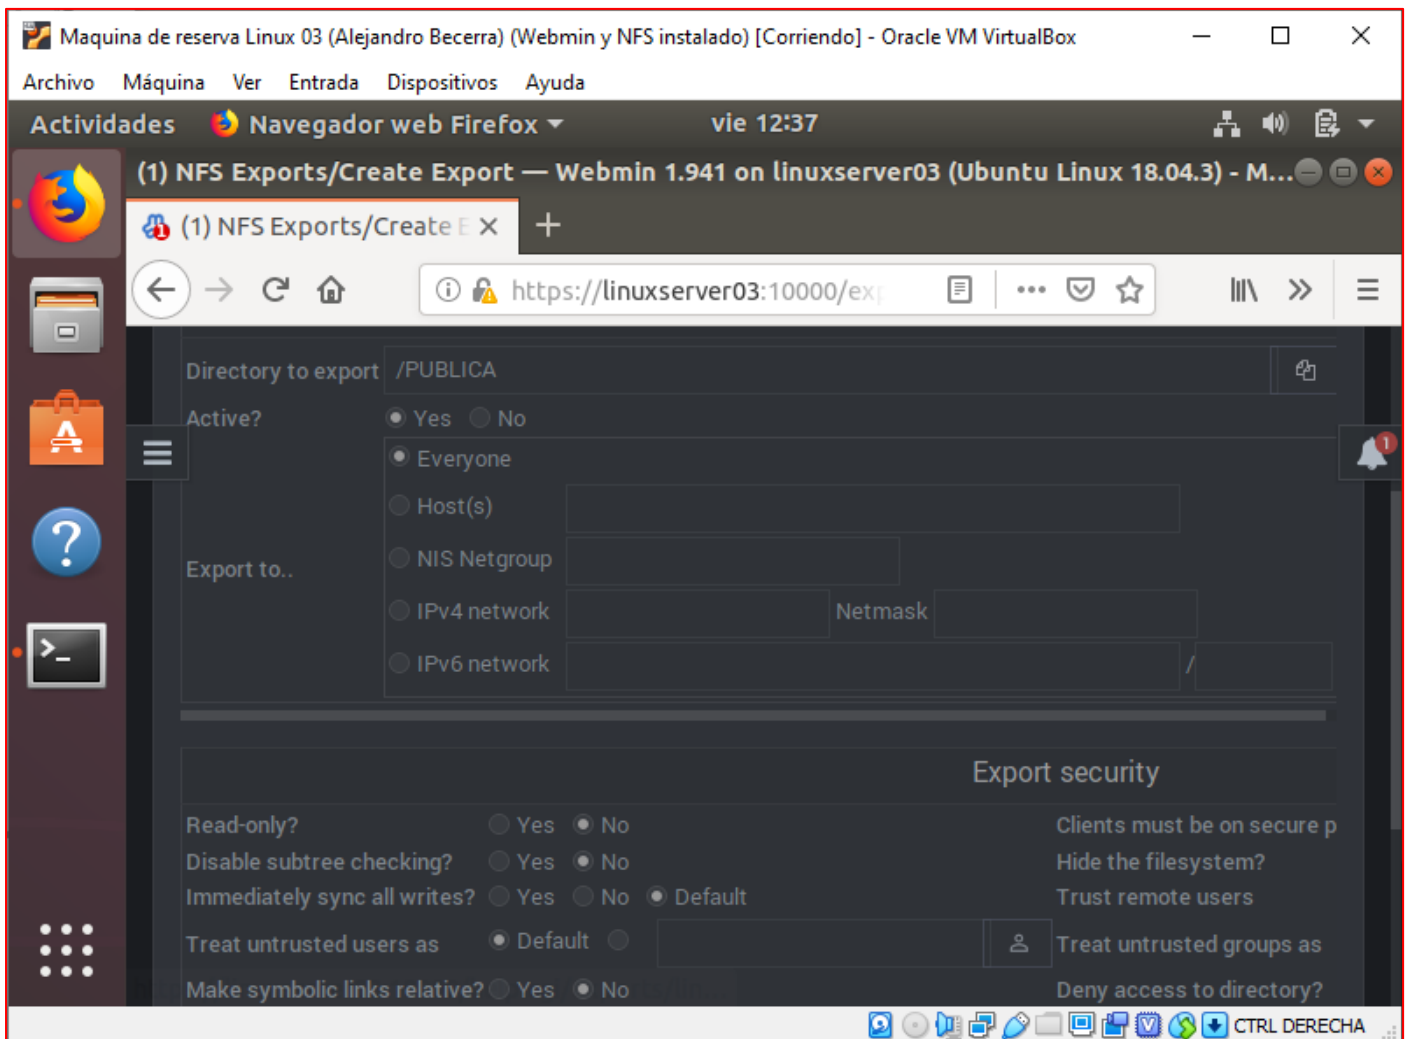 Maquina de reserva Linux 03 (Alejandro Becerra) (Webmin y NFS instalado) [Corriendo] - Oracle VM VirtualBox
Archivo Máquina Ver Entrada Dispositivos Ayuda
Actividades Navegador web Firefox vie 12:37
(1) NFS Exports/Create Export — Webmin 1.941 on linuxserver03 (Ubuntu Linux 18.04.3) - M...
(1) NFS Exports/Create E
https://linuxserver03:10000/exp
Directory to export /PUBLICA
Active? Yes No
1
Everyone
Host(s)
NIS Netgroup
Export to..
IPv4 network Netmask
IPv6 network /
Export security
Read-only? Yes No Clients must be on secure p
Disable subtree checking? Yes No Hide the filesystem?
Immediately sync all writes? Yes No Default Trust remote users
Treat untrusted users as Default Treat untrusted groups as
Make symbolic links relative? Yes No Deny access to directory?
CTRL DERECHA